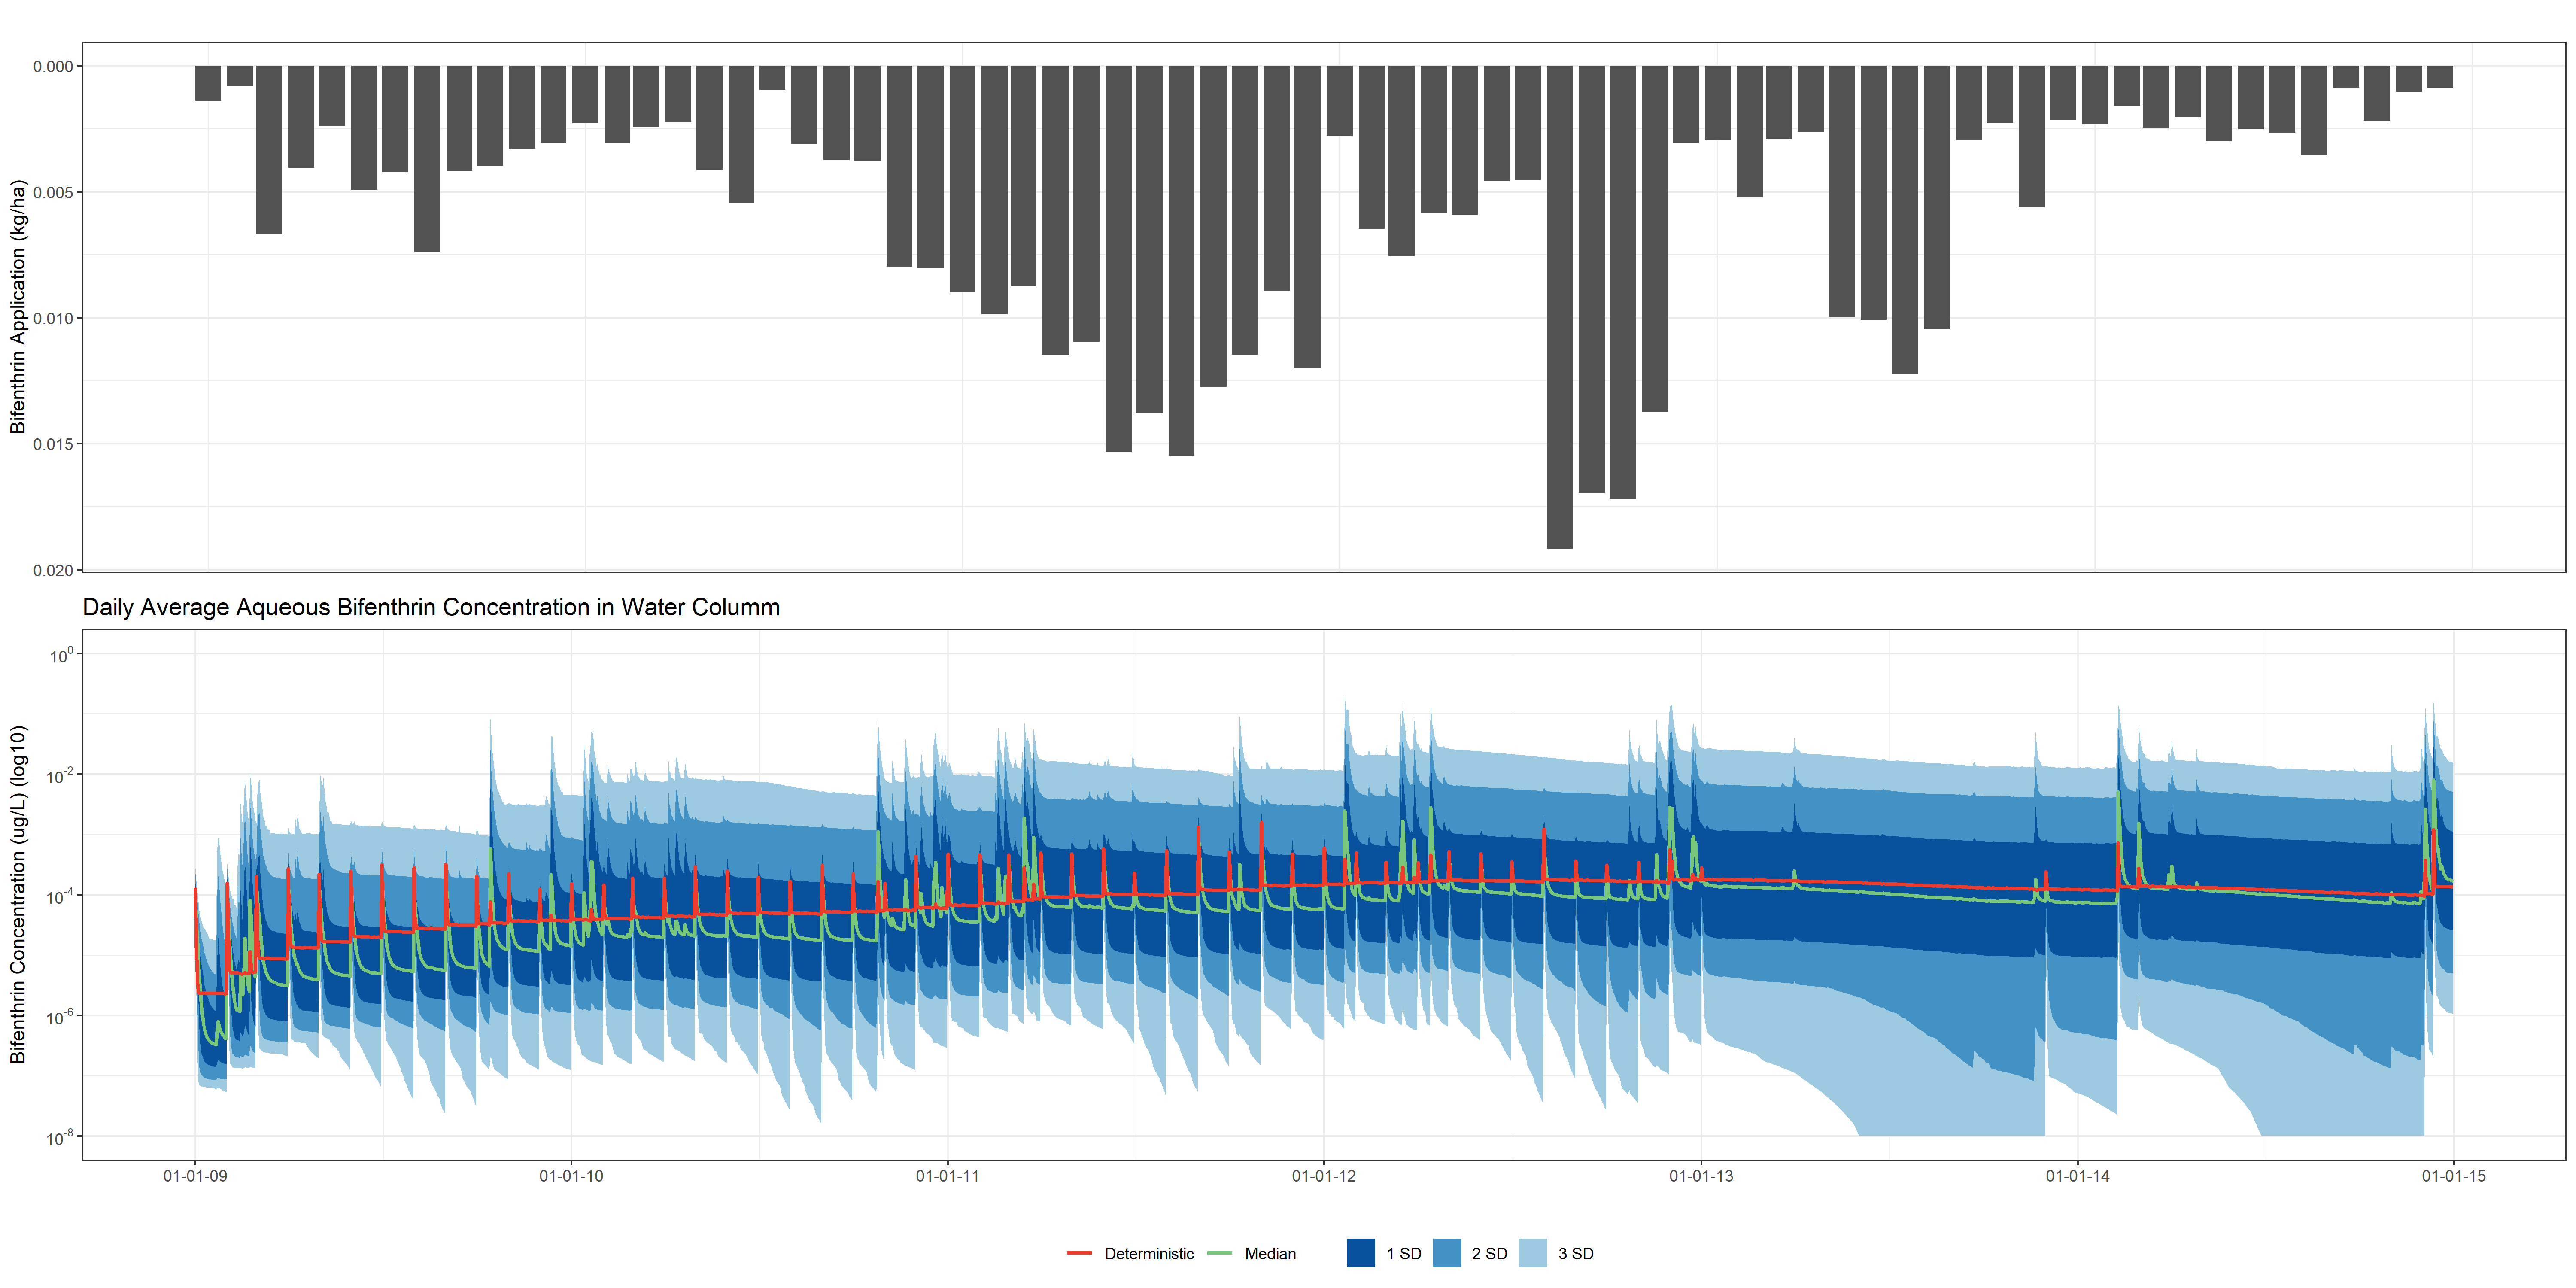 Bifenthrin Application (kg/ha)
0.000
0.005
0.010
0.015
0.020
Daily Average Aqueous Bifenthrin Concentration in Water Columm
Bifenthrin Concentration (ug/L) (log10)
10⁰
10⁻²
10⁻⁴
10⁻⁶
10⁻⁸
01-01-09 01-01-10 01-01-11 01-01-12 01-01-13 01-01-14 01-01-15
Deterministic Median 1 SD 2 SD 3 SD